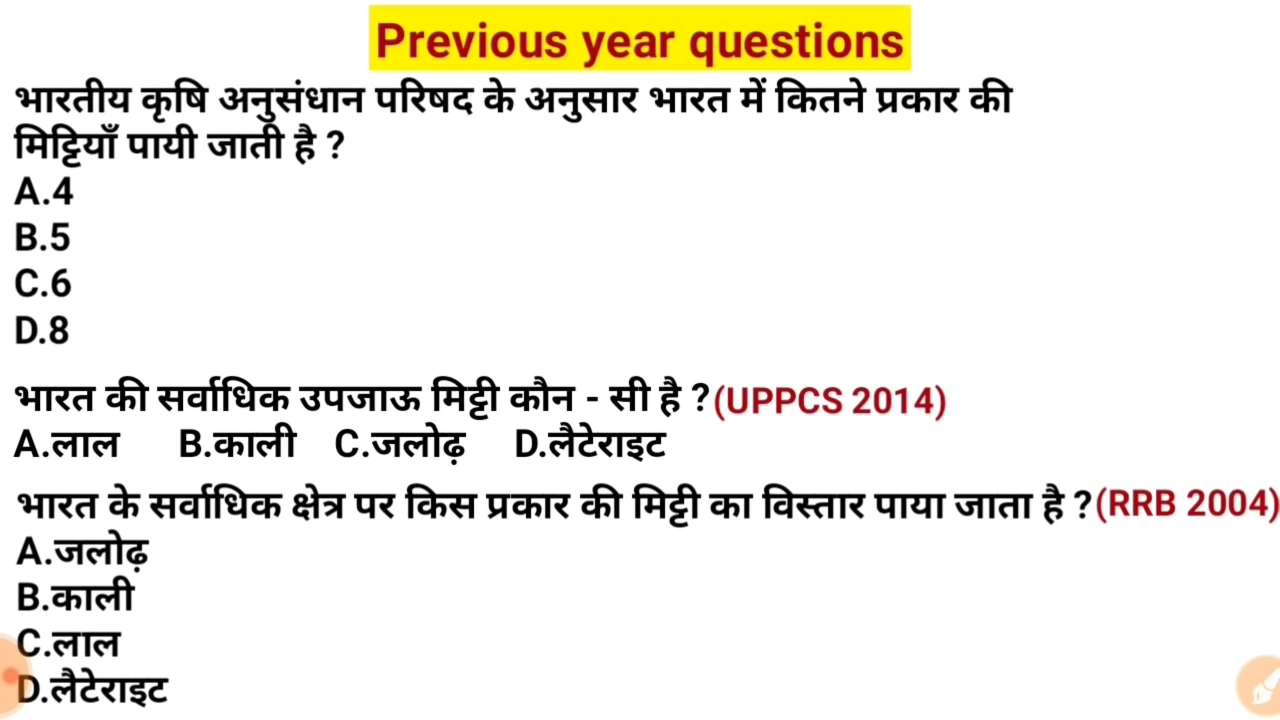 Previous year questions
भारतीय कृषि अनुसंधान परिषद के अनुसार भारत में कितने प्रकार की
मिट्टियाँ पायी जाती है ?
A.4
B.5
C.6
D.8
भारत की सर्वाधिक उपजाऊ मिट्टी कौन - सी है ?(UPPCS 2014)
A.लाल B.काली C.जलोढ़ D.लैटेराइट
भारत के सर्वाधिक क्षेत्र पर किस प्रकार की मिट्टी का विस्तार पाया जाता है ?(RRB 2004)
A.जलोढ़
B.काली
C.लाल
D.लैटेराइट